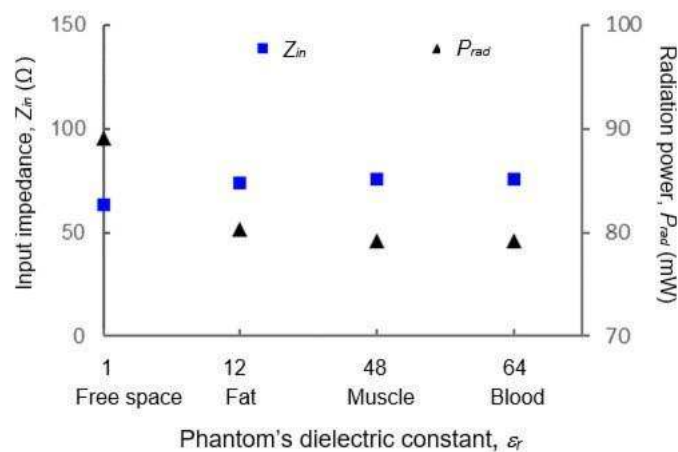 150
100
50
0
Input impedance, Zin (Ω)
Zin
Prad
100
90
80
70
Radiation power, Prad (mW)
1
12
48
64
Free space
Fat
Muscle
Blood
Phantom's dielectric constant, εr